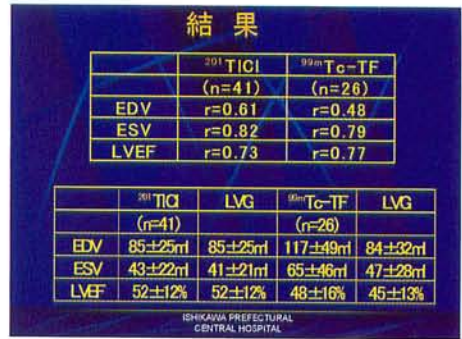 結果
²⁰¹TlCl ⁹⁹ᵐTc-TF
(n=41) (n=26)
EDV r=0.61 r=0.48
ESV r=0.82 r=0.79
LVEF r=0.73 r=0.77
²⁰¹TlCl LVG ⁹⁹ᵐTc-TF LVG
(n=41) (n=26)
EDV 85±25ml 85±25ml 117±49ml 84±32ml
ESV 43±22ml 41±21ml 65±46ml 47±28ml
LVEF 52±12% 52±12% 48±16% 45±13%
ISHIKAWA PREFECTURAL
CENTRAL HOSPITAL